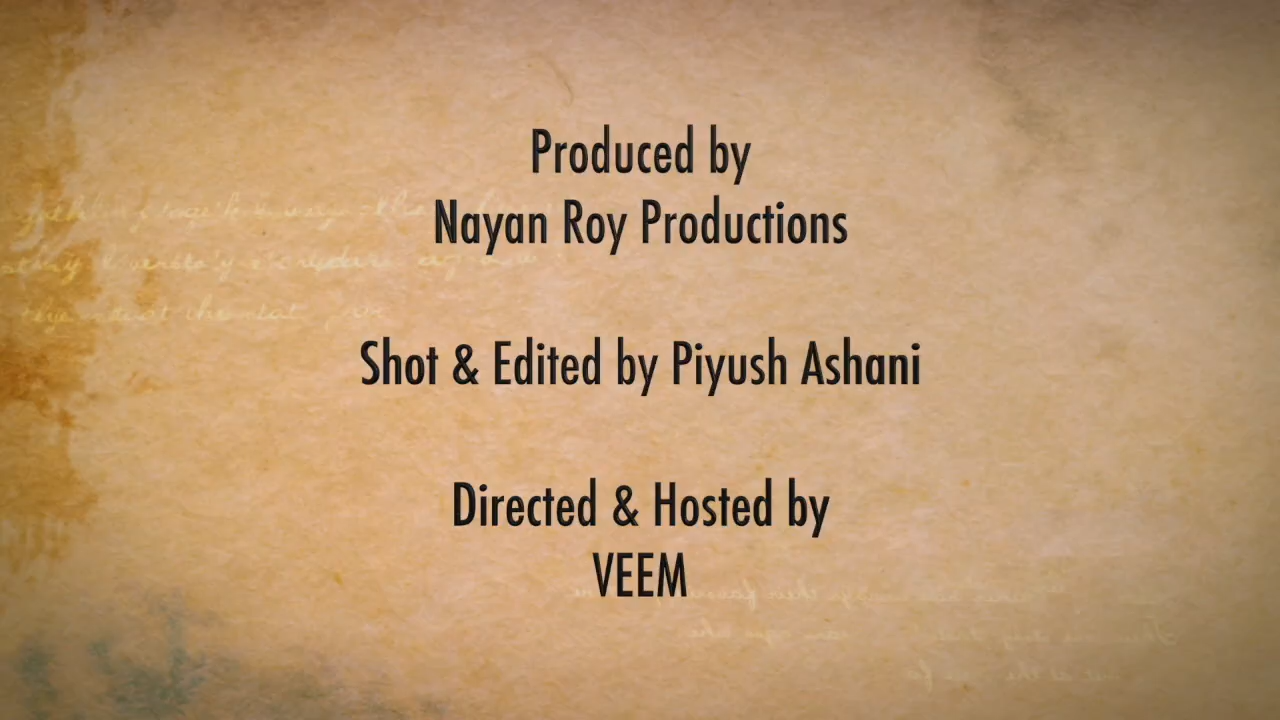 Produced by
Nayan Roy Productions
Shot & Edited by Piyush Ashani
Directed & Hosted by
VEEM